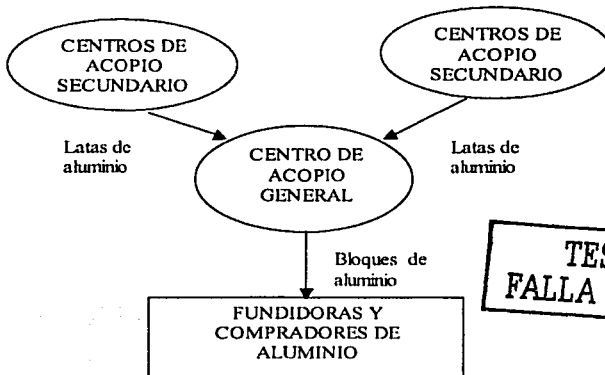 CENTROS DE
ACOPIO
SECUNDARIO
CENTROS DE
ACOPIO
SECUNDARIO
Latas de
aluminio
CENTRO DE
ACOPIO
GENERAL
Latas de
aluminio
Bloques de
aluminio
TES
FALLA
FUNDIDORAS Y
COMPRADORES DE
ALUMINIO